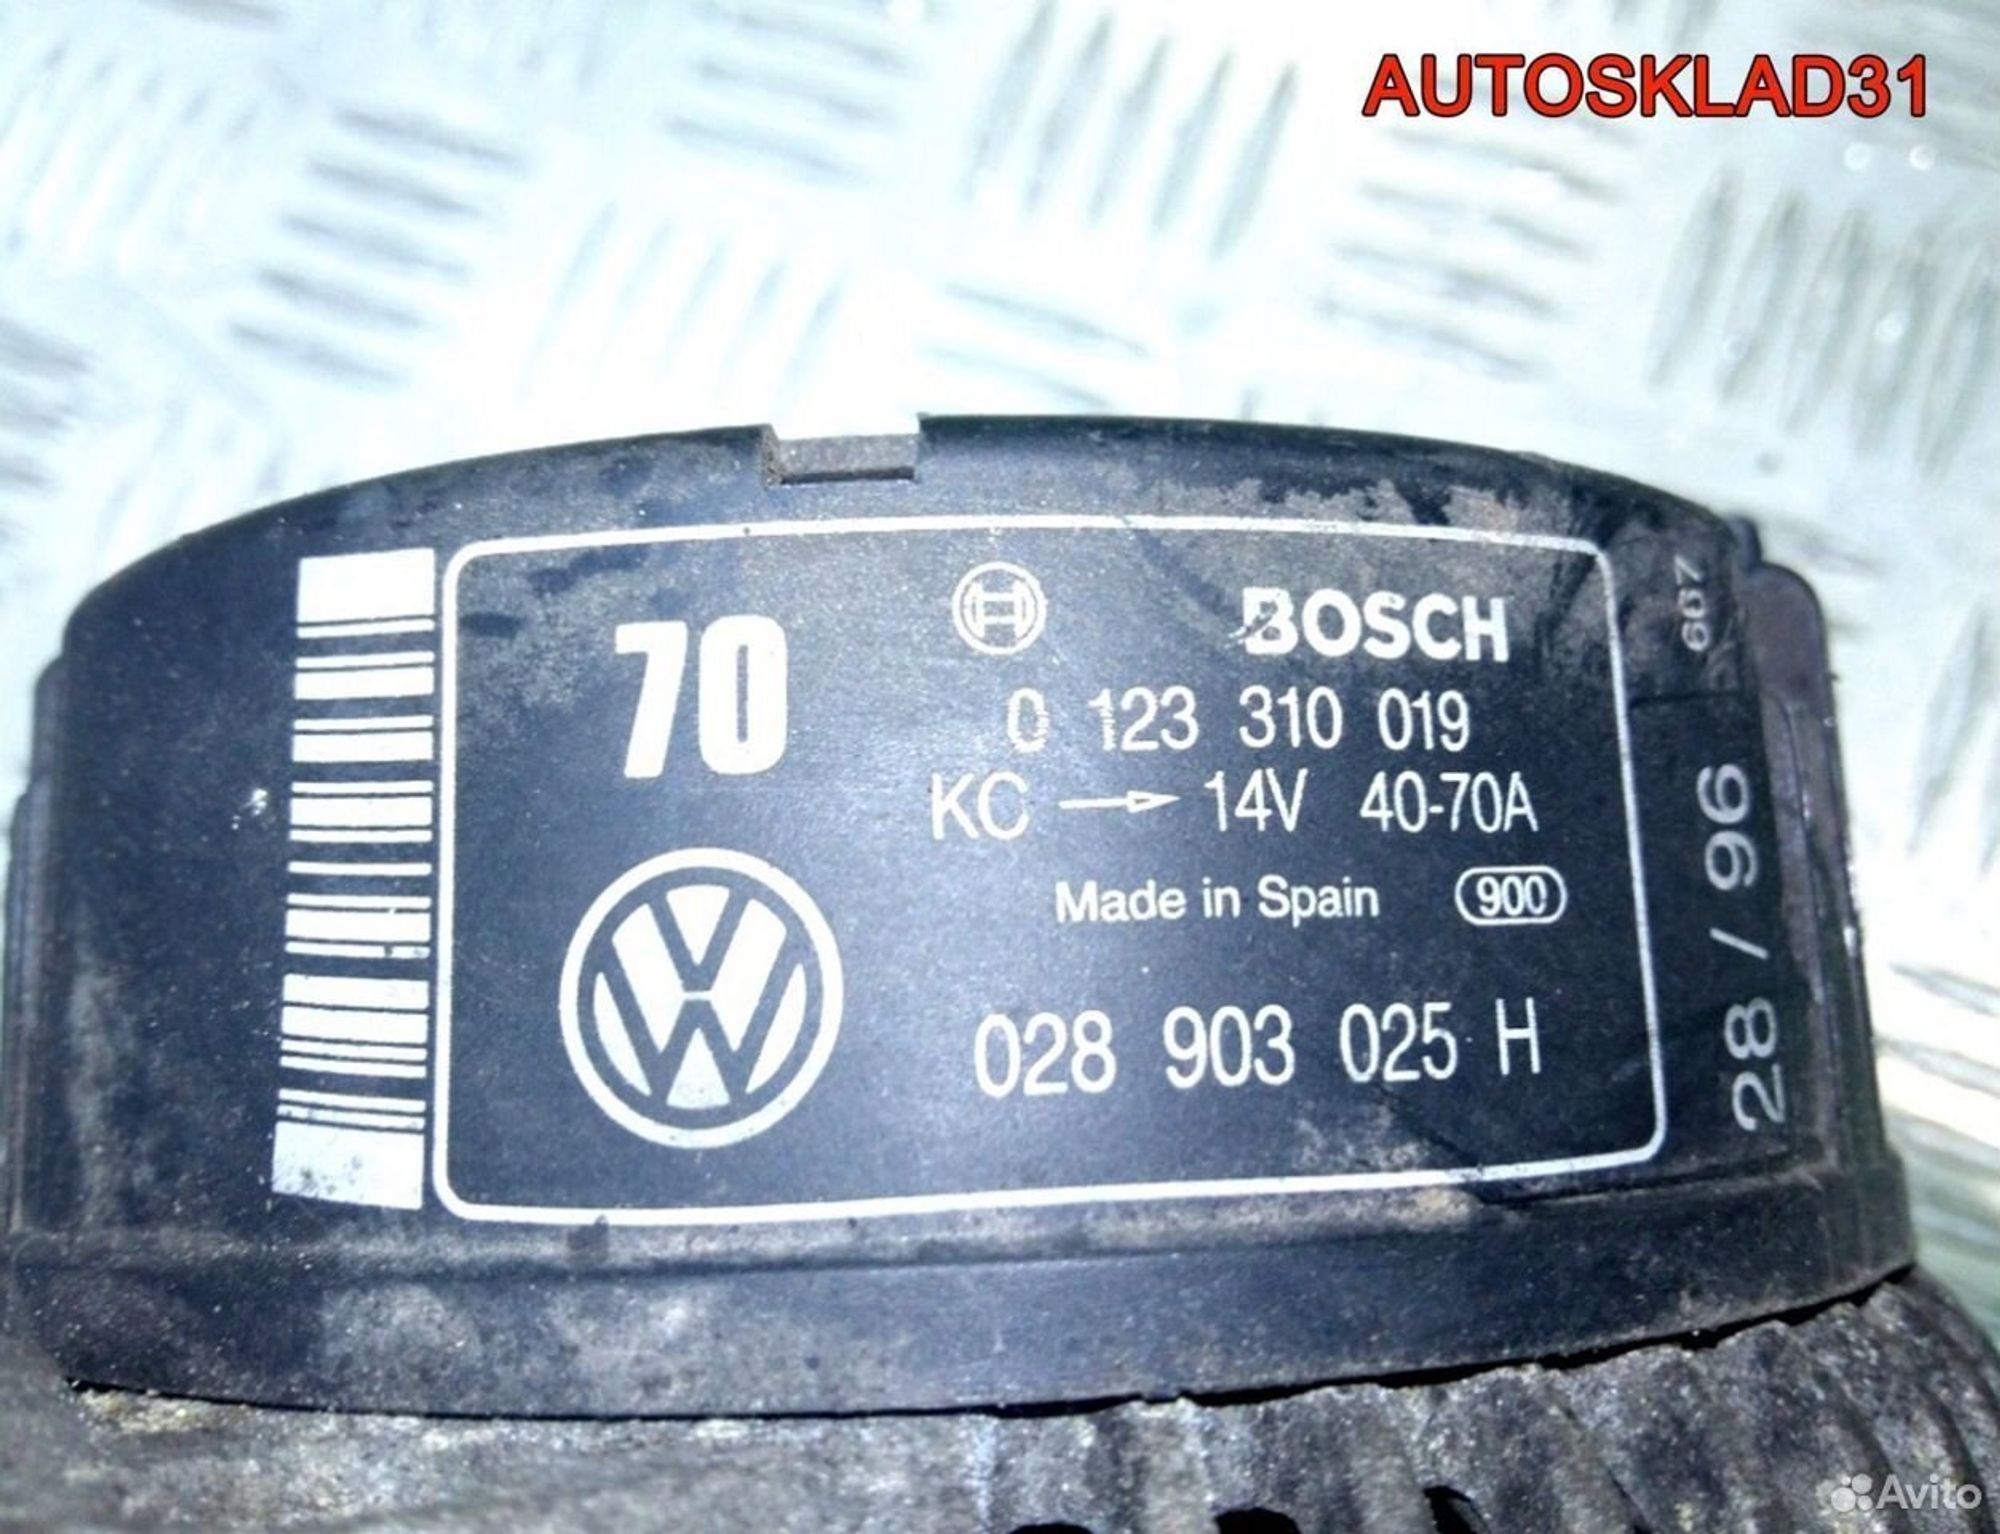 AUTOSKLAD31
70
BOSCH
0 123 310 019
KC → 14V 40-70A
Made in Spain 900
028 903 025 H
28 / 96
Avito